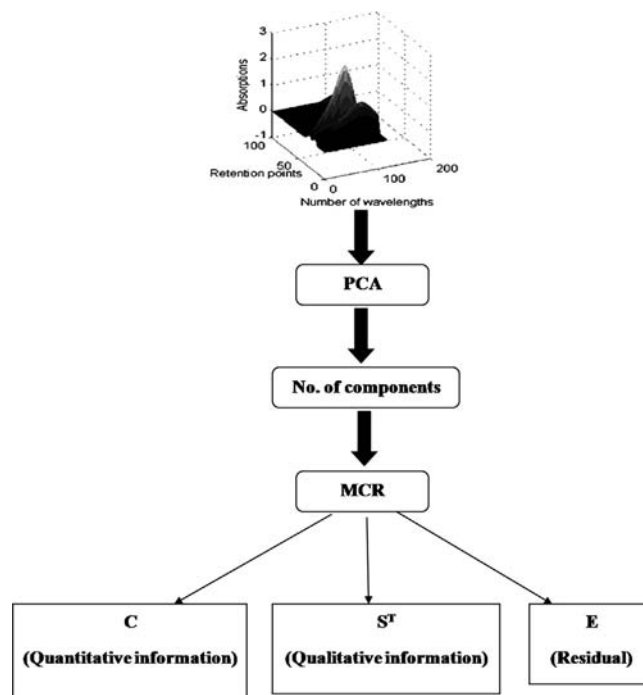 3
2
1
0
-1
Absorptions
100
50
0
Retention points
0
100
200
Number of wavelengths
PCA
No. of components
MCR
C
(Quantitative information)
Sᵀ
(Qualitative information)
E
(Residual)